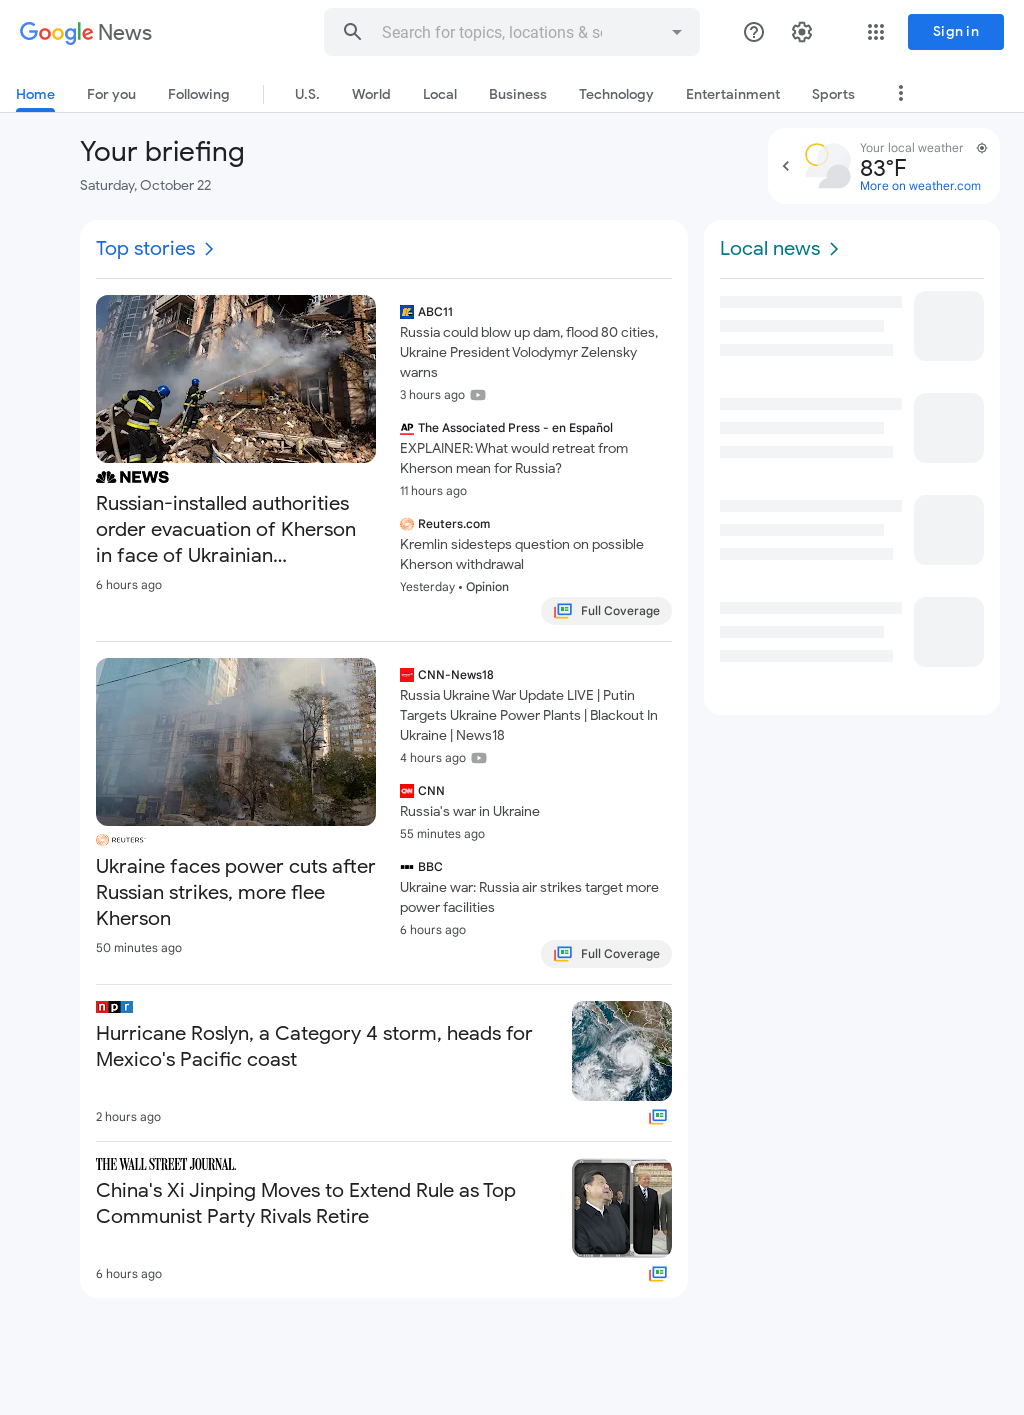 Google News
Search for topics, locations & so
Sign in
Home
For you
Following
U.S.
World
Local
Business
Technology
Entertainment
Sports
Your briefing
Saturday, October 22
Your local weather
83°F
More on weather.com
Top stories
NEWS
Russian-installed authorities
order evacuation of Kherson
in face of Ukrainian...
6 hours ago
ABC11
Russia could blow up dam, flood 80 cities,
Ukraine President Volodymyr Zelensky
warns
3 hours ago
AP
The Associated Press - en Español
EXPLAINER: What would retreat from
Kherson mean for Russia?
11 hours ago
Reuters.com
Kremlin sidesteps question on possible
Kherson withdrawal
Yesterday • Opinion
Full Coverage
REUTERS
Ukraine faces power cuts after
Russian strikes, more flee
Kherson
50 minutes ago
CNN-News18
Russia Ukraine War Update LIVE | Putin
Targets Ukraine Power Plants | Blackout In
Ukraine | News18
4 hours ago
CNN
CNN
Russia's war in Ukraine
55 minutes ago
BBC
Ukraine war: Russia air strikes target more
power facilities
6 hours ago
Full Coverage
npr
Hurricane Roslyn, a Category 4 storm, heads for
Mexico's Pacific coast
2 hours ago
THE WALL STREET JOURNAL.
China's Xi Jinping Moves to Extend Rule as Top
Communist Party Rivals Retire
6 hours ago
Local news